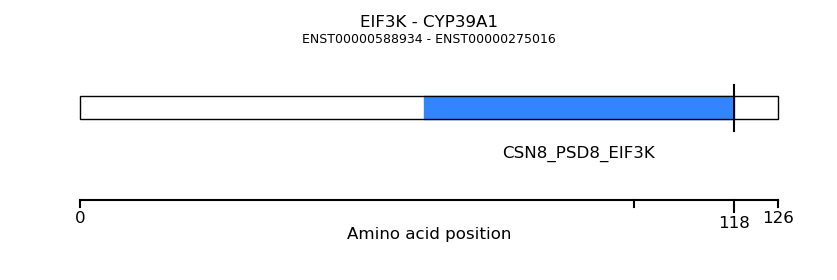 EIF3K - CYP39A1
ENST00000588934 - ENST00000275016
CSN8_PSD8_EIF3K
0
118
126
Amino acid position